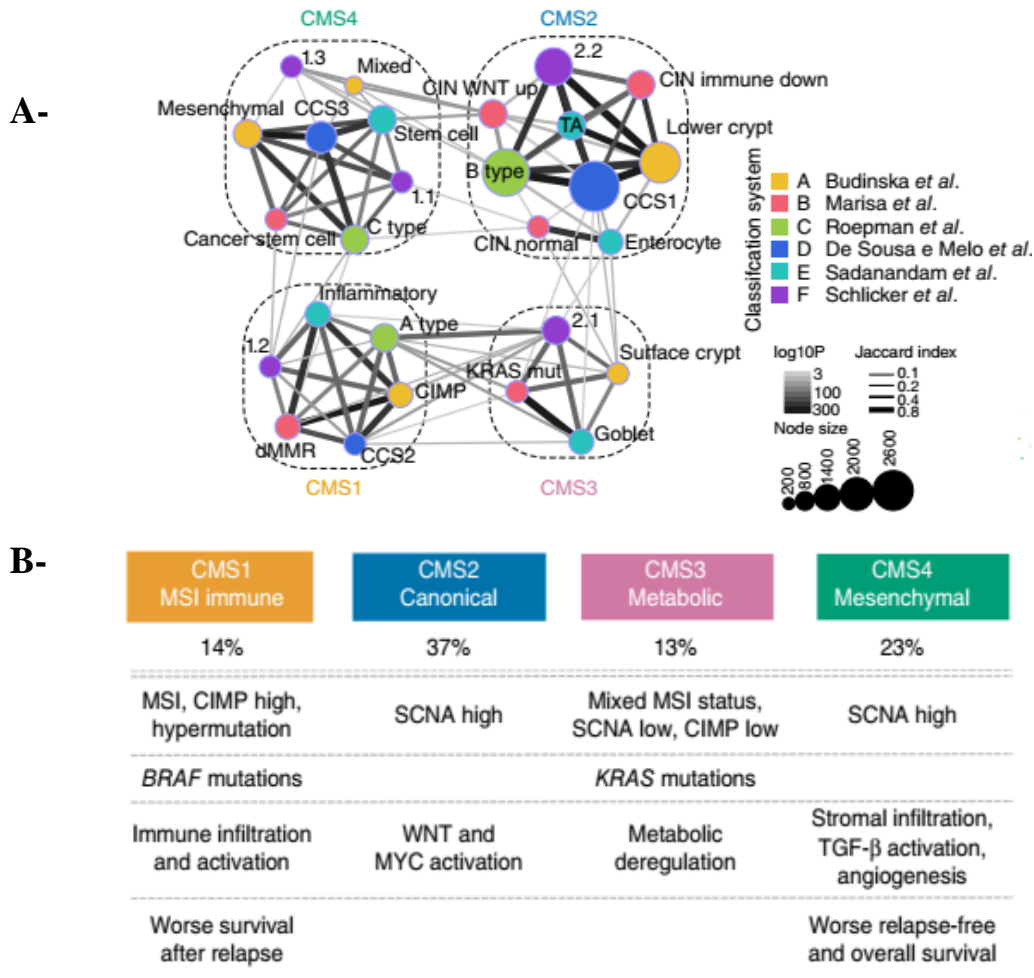 A-
CMS4
CMS2
1.3
Mixed
2.2
CIN immune down
CIN WNT up
Mesenchymal
CCS3
Stem cell
TA
Lower crypt
B type
CCS1
1.1
Cancer stem cell
C type
CIN normal
Enterocyte
Inflammatory
A type
2.1
1.2
Surface crypt
KRAS mut
CIMP
dMMR
CCS2
Goblet
CMS1
CMS3
Classifcation system
A Budinska et al.
B Marisa et al.
C Roepman et al.
D De Sousa e Melo et al.
E Sadanandam et al.
F Schlicker et al.
log10P
3
100
300
Jaccard index
0.1
0.2
0.4
0.8
Node size
200
800
1400
2000
2600
B-
CMS1
MSI immune
CMS2
Canonical
CMS3
Metabolic
CMS4
Mesenchymal
14%
37%
13%
23%
MSI, CIMP high,
hypermutation
SCNA high
Mixed MSI status,
SCNA low, CIMP low
SCNA high
BRAF mutations
KRAS mutations
Immune infiltration
and activation
WNT and
MYC activation
Metabolic
deregulation
Stromal infiltration,
TGF-β activation,
angiogenesis
Worse survival
after relapse
Worse relapse-free
and overall survival